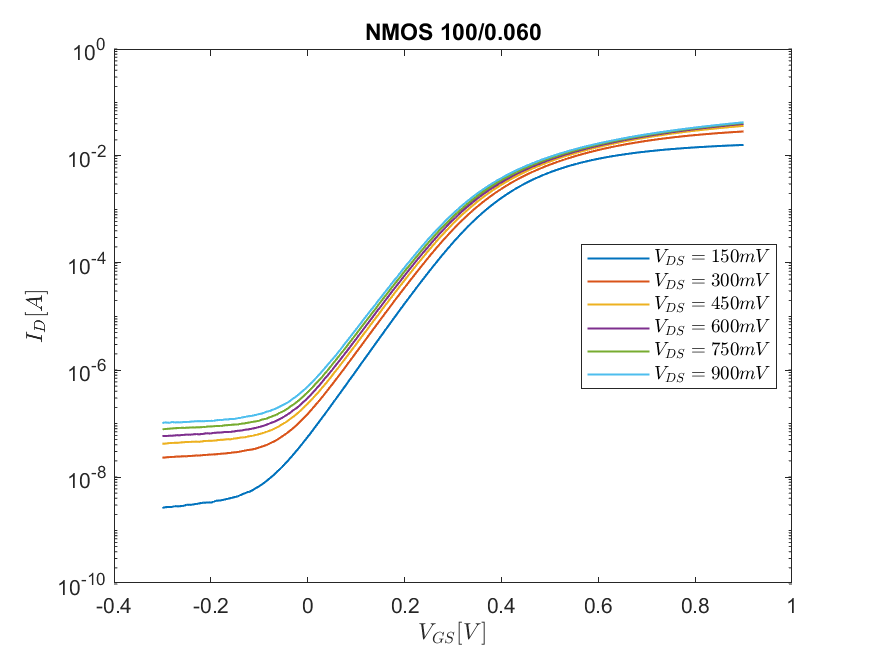 NMOS 100/0.060
10^0
10^-2
10^-4
10^-6
10^-8
10^-10
I_D[A]
V_DS = 150mV
V_DS = 300mV
V_DS = 450mV
V_DS = 600mV
V_DS = 750mV
V_DS = 900mV
-0.4 -0.2 0 0.2 0.4 0.6 0.8 1
V_GS[V]